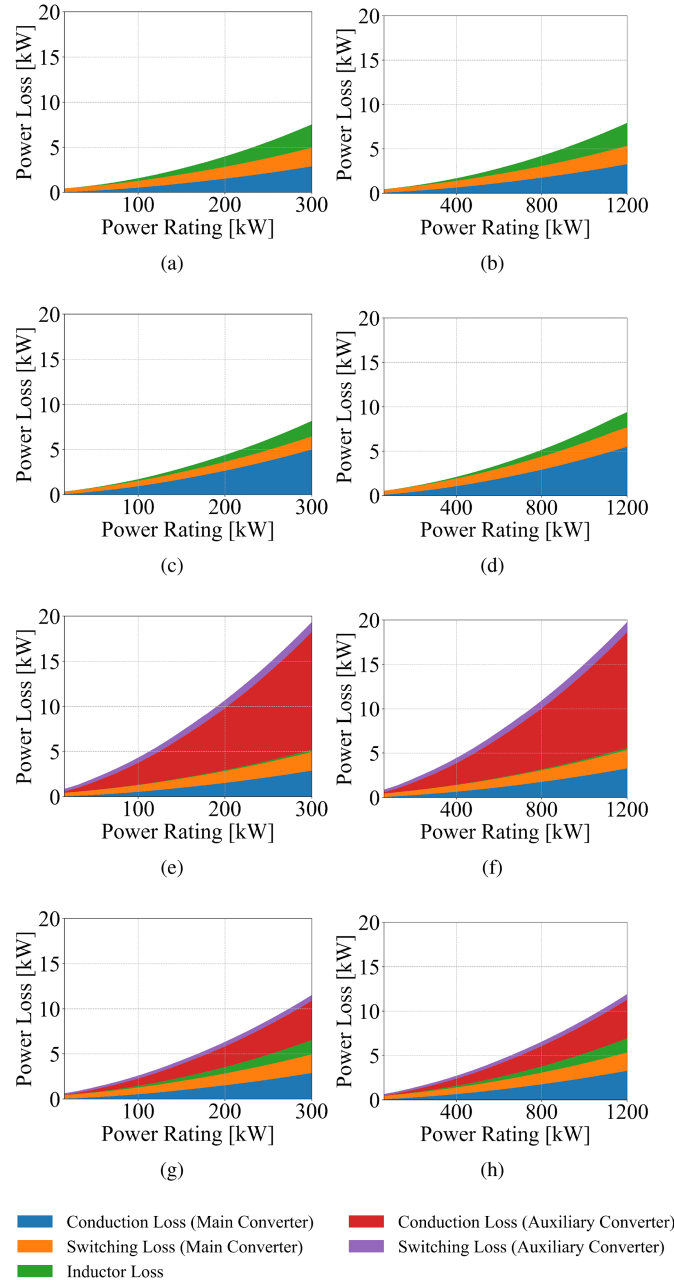 20
15
10
5
0
Power Loss [kW]
100 200 300
Power Rating [kW]
(a)
20
15
10
5
0
Power Loss [kW]
400 800 1200
Power Rating [kW]
(b)
20
15
10
5
0
Power Loss [kW]
100 200 300
Power Rating [kW]
(c)
20
15
10
5
0
Power Loss [kW]
400 800 1200
Power Rating [kW]
(d)
20
15
10
5
0
Power Loss [kW]
100 200 300
Power Rating [kW]
(e)
20
15
10
5
0
Power Loss [kW]
400 800 1200
Power Rating [kW]
(f)
20
15
10
5
0
Power Loss [kW]
100 200 300
Power Rating [kW]
(g)
20
15
10
5
0
Power Loss [kW]
400 800 1200
Power Rating [kW]
(h)
Conduction Loss (Main Converter)
Switching Loss (Main Converter)
Inductor Loss
Conduction Loss (Auxiliary Converter)
Switching Loss (Auxiliary Converter)